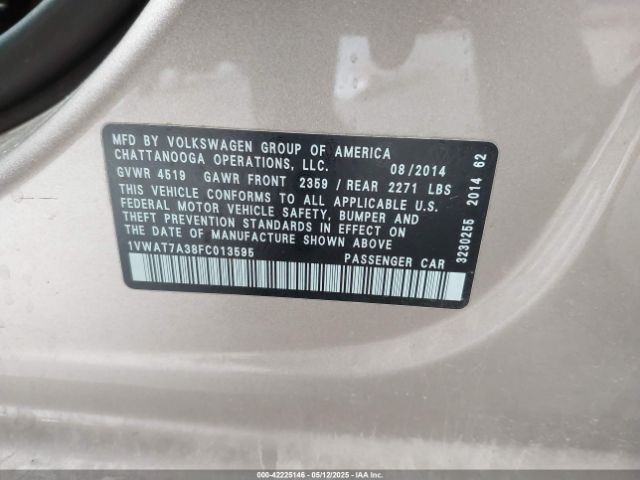 MFD BY VOLKSWAGEN GROUP OF AMERICA
CHATTANOOGA OPERATIONS, LLC. 08/2014
GVWR 4519 GAWR FRONT 2359 / REAR 2271 LBS
THIS VEHICLE CONFORMS TO ALL APPLICABLE U.S.
FEDERAL MOTOR VEHICLE SAFETY, BUMPER AND
THEFT PREVENTION STANDARDS IN EFFECT ON
THE DATE OF MANUFACTURE SHOWN ABOVE
1VWAT7A38FC013595 PASSENGER CAR
3230255 2014 62
000-42225146 - 05/12/2025 - IAA Inc.